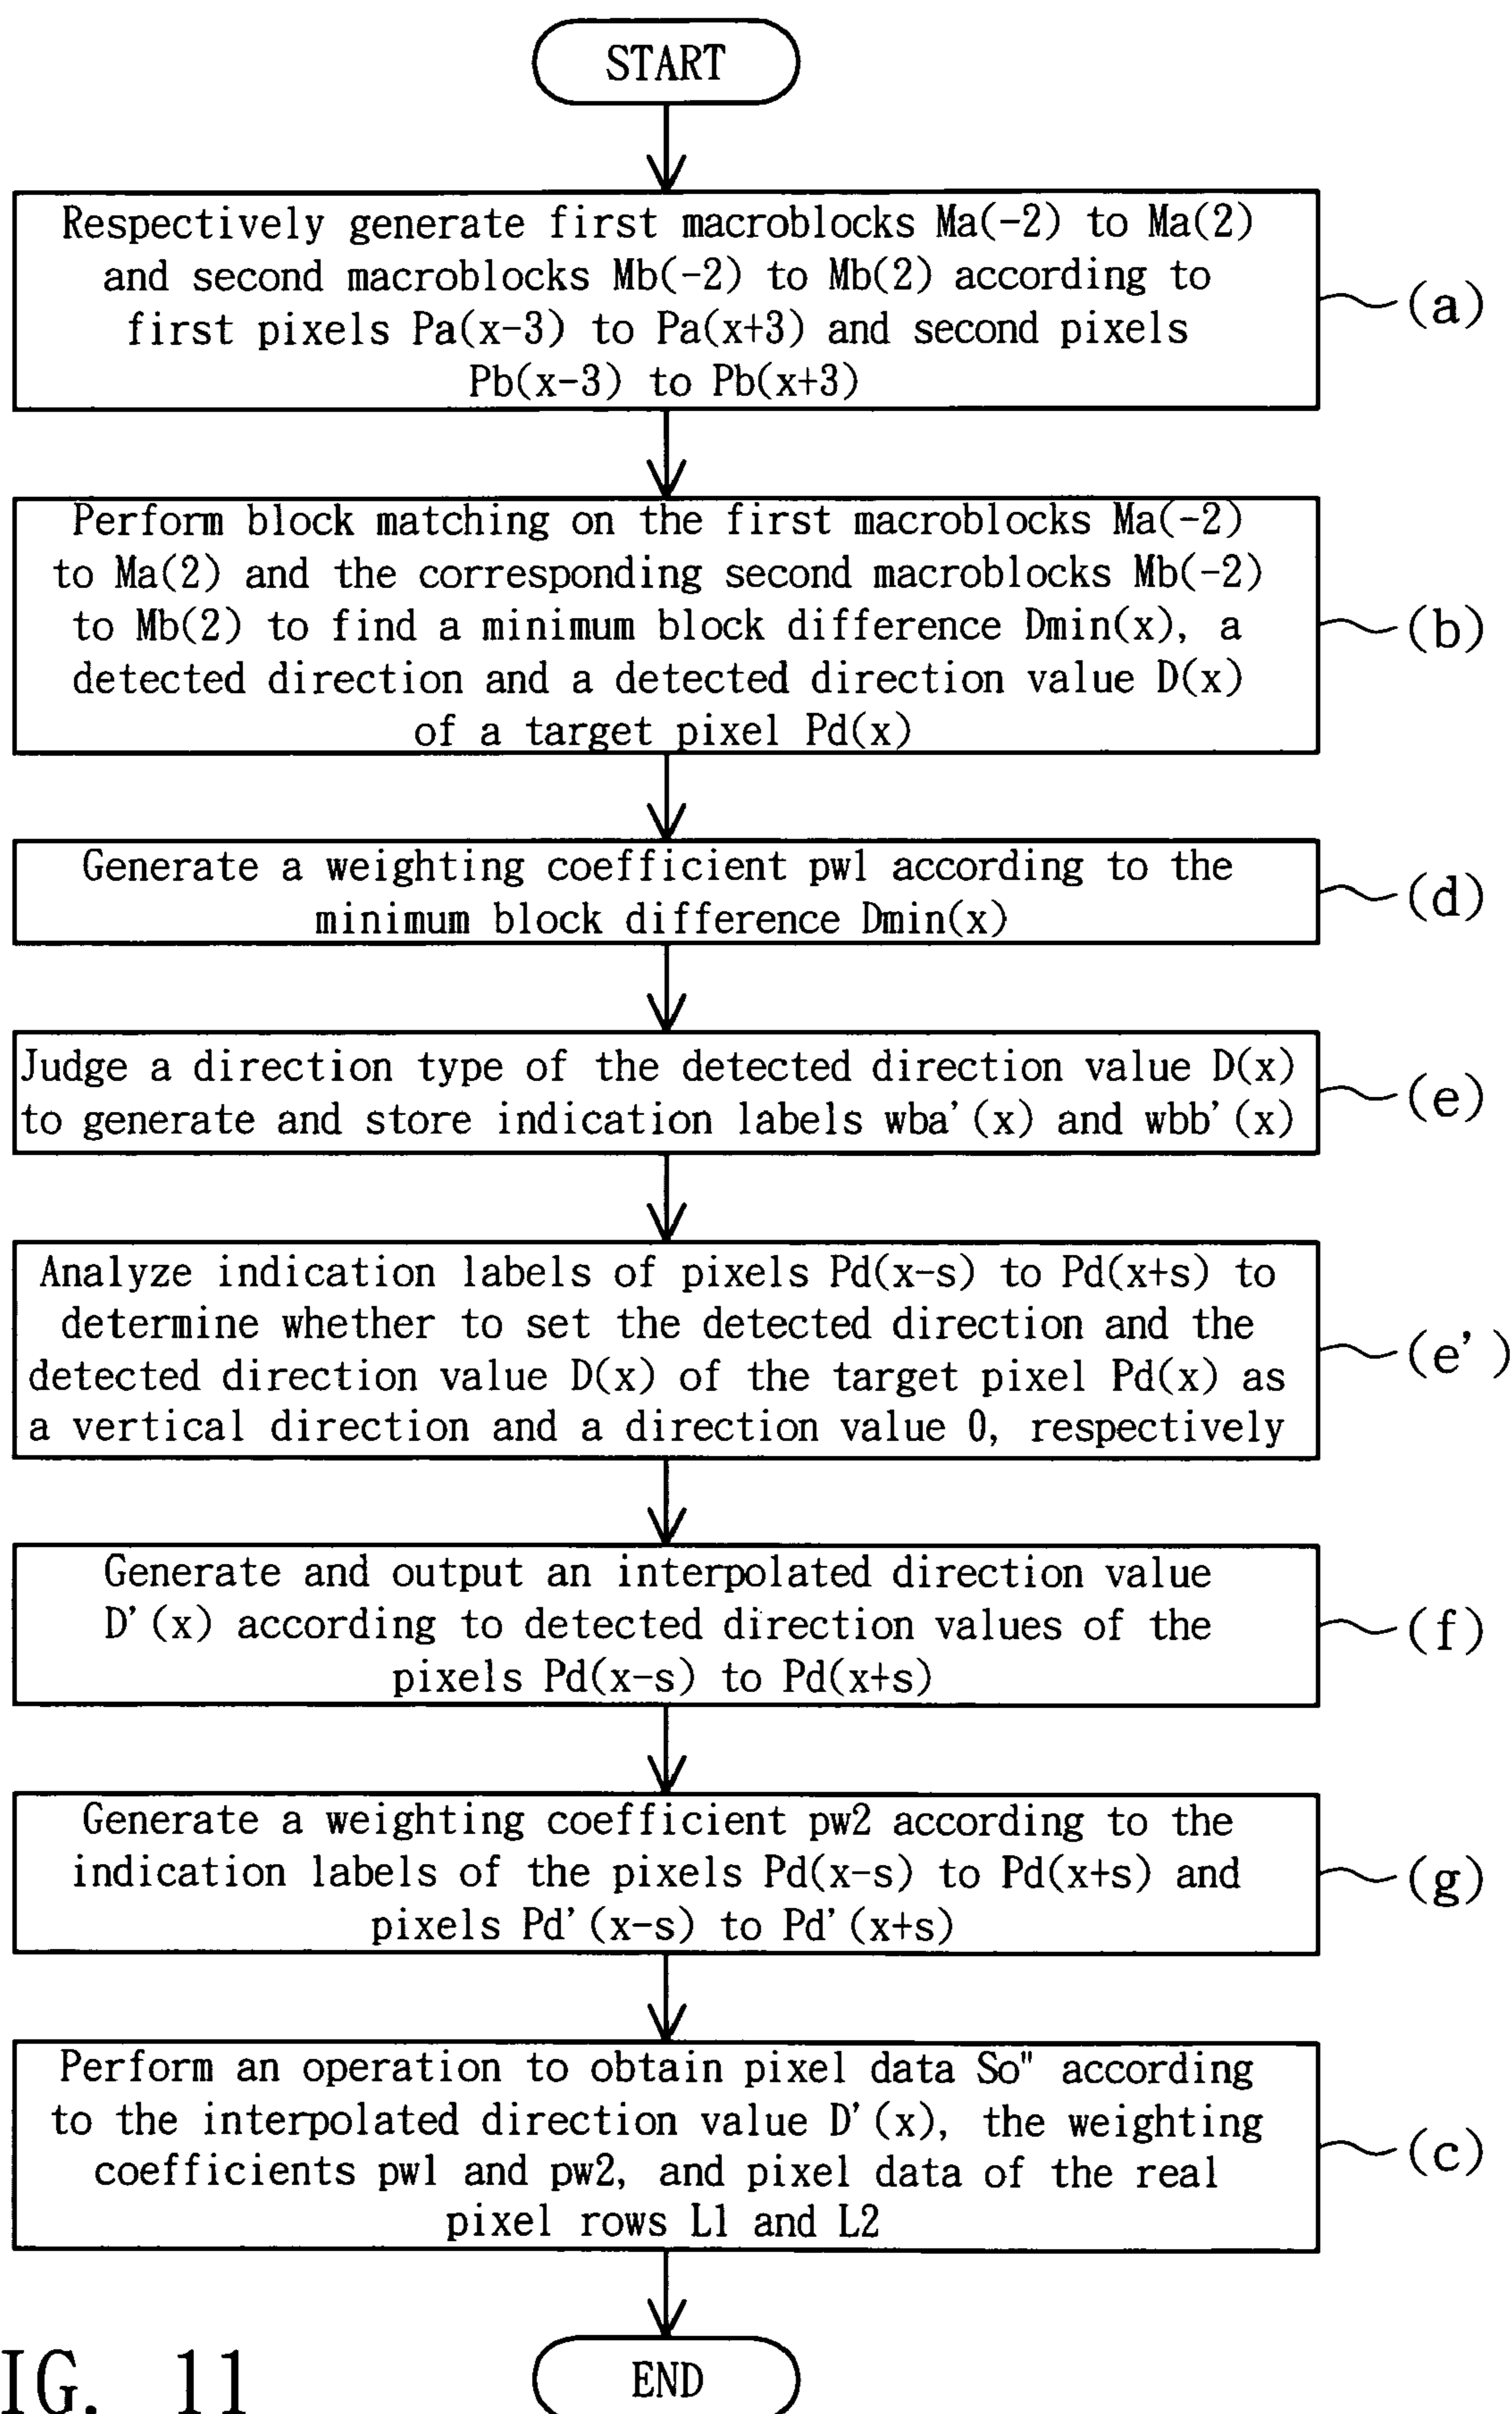 START
Respectively generate first macroblocks Ma(-2) to Ma(2)
and second macroblocks Mb(-2) to Mb(2) according to
first pixels Pa(x-3) to Pa(x+3) and second pixels
Pb(x-3) to Pb(x+3)
(a)
Perform block matching on the first macroblocks Ma(-2)
to Ma(2) and the corresponding second macroblocks Mb(-2)
to Mb(2) to find a minimum block difference Dmin(x), a
detected direction and a detected direction value D(x)
of a target pixel Pd(x)
(b)
Generate a weighting coefficient pw1 according to the
minimum block difference Dmin(x)
(d)
Judge a direction type of the detected direction value D(x)
to generate and store indication labels wba'(x) and wbb'(x)
(e)
Analyze indication labels of pixels Pd(x-s) to Pd(x+s) to
determine whether to set the detected direction and the
detected direction value D(x) of the target pixel Pd(x) as
a vertical direction and a direction value 0, respectively
(e')
Generate and output an interpolated direction value
D'(x) according to detected direction values of the
pixels Pd(x-s) to Pd(x+s)
(f)
Generate a weighting coefficient pw2 according to the
indication labels of the pixels Pd(x-s) to Pd(x+s) and
pixels Pd'(x-s) to Pd'(x+s)
(g)
Perform an operation to obtain pixel data So" according
to the interpolated direction value D'(x), the weighting
coefficients pw1 and pw2, and pixel data of the real
pixel rows L1 and L2
(c)
END
IG. 11